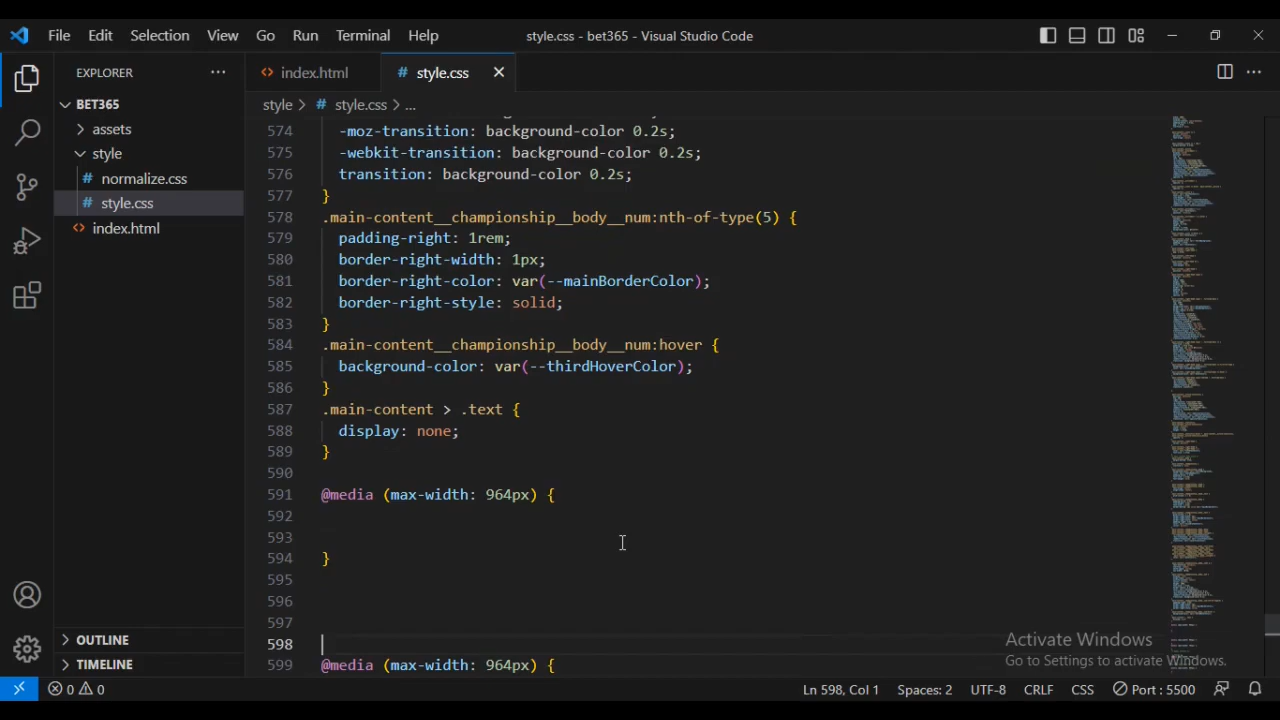 File Edit Selection View Go Run Terminal Help style.css - bet365 - Visual Studio Code
EXPLORER
BET365
assets
style
# normalize.css
# style.css
<> index.html
OUTLINE
TIMELINE
<> index.html # style.css
style > # style.css > ...
574 -moz-transition: background-color 0.2s;
575 -webkit-transition: background-color 0.2s;
576 transition: background-color 0.2s;
577 }
578 .main-content__championship__body__num:nth-of-type(5) {
579 padding-right: 1rem;
580 border-right-width: 1px;
581 border-right-color: var(--mainBorderColor);
582 border-right-style: solid;
583 }
584 .main-content__championship__body__num:hover {
585 background-color: var(--thirdHoverColor);
586 }
587 .main-content > .text {
588 display: none;
589 }
590
591 @media (max-width: 964px) {
592
593
594 }
595
596
597
598
599 @media (max-width: 964px) {
Activate Windows
Go to Settings to activate Windows.
0 0 Ln 598, Col 1 Spaces: 2 UTF-8 CRLF CSS Port : 5500